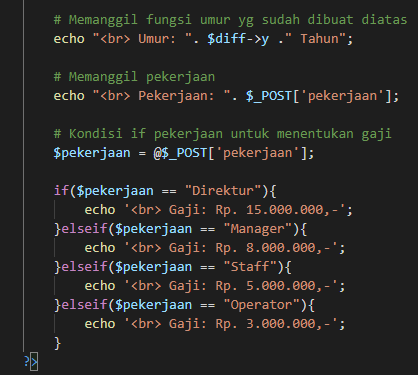 # Memanggil fungsi umur yg sudah dibuat diatas
echo "<br> Umur: ". $diff->y ." Tahun";
# Memanggil pekerjaan
echo "<br> Pekerjaan: ". $_POST['pekerjaan'];
# Kondisi if pekerjaan untuk menentukan gaji
$pekerjaan = @$_POST['pekerjaan'];
if($pekerjaan == "Direktur"){
echo '<br> Gaji: Rp. 15.000.000,-';
}elseif($pekerjaan == "Manager"){
echo '<br> Gaji: Rp. 8.000.000,-';
}elseif($pekerjaan == "Staff"){
echo '<br> Gaji: Rp. 5.000.000,-';
}elseif($pekerjaan == "Operator"){
echo '<br> Gaji: Rp. 3.000.000,-';
}
?>